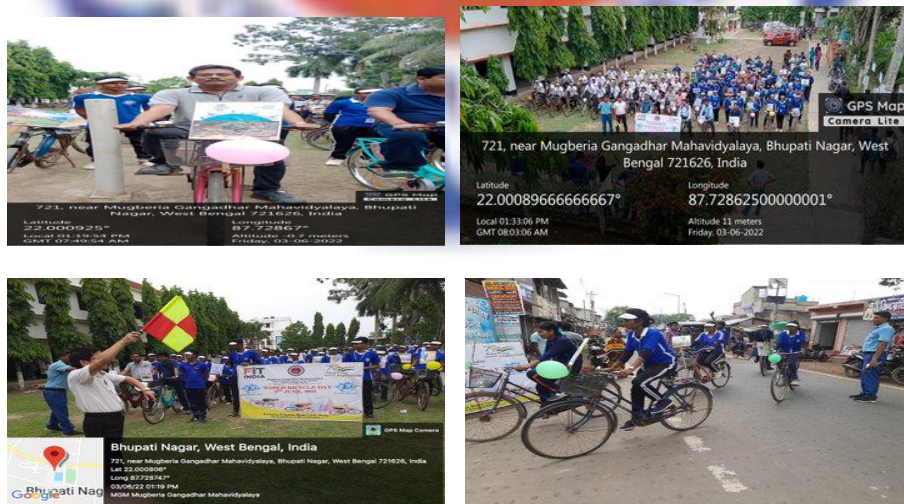 GPS Map
721, near Mugberia Gangadhar Mahavidyalaya, Bhupati
Nagar, West Bengal 721626, India
Latitude
22.000925°
Longitude
87.72867°
Local 01:19:54 PM
GMT 07:49:54 AM
Altitude -0.7 meters
Friday, 03-06-2022
GPS Map
Camera Lite
721, near Mugberia Gangadhar Mahavidyalaya, Bhupati Nagar, West
Bengal 721626, India
Latitude
22.00089666666667°
Longitude
87.72862500000001°
Local 01:33:06 PM
GMT 08:03:06 AM
Altitude 11 meters
Friday, 03-06-2022
FIT
INDIA
WORLD BICYCLE DAY
GPS Map Camera
Bhupati Nagar, West Bengal, India
721, near Mugberia Gangadhar Mahavidyalaya, Bhupati Nagar, West Bengal 721626, India
Lat 22.000806°
Long 87.728747°
03/06/22 01:19 PM
MGM Mugberia Gangadhar Mahavidyalaya
Bhupati Nag
Google